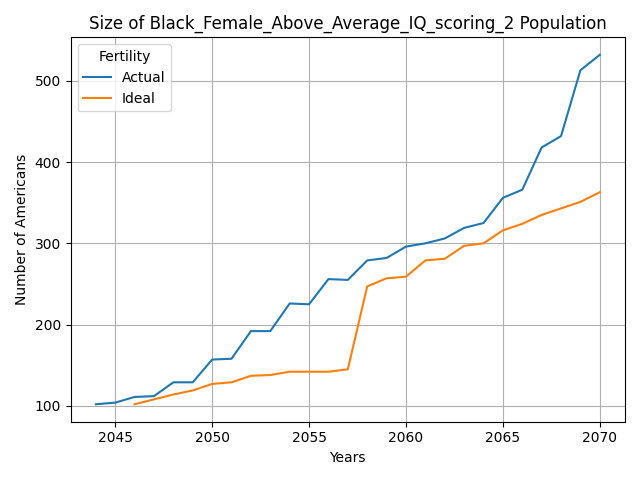 Size of Black_Female_Above_Average_IQ_scoring_2 Population
Fertility
Actual
Ideal
Number of Americans
500
400
300
200
100
2045 2050 2055 2060 2065 2070
Years